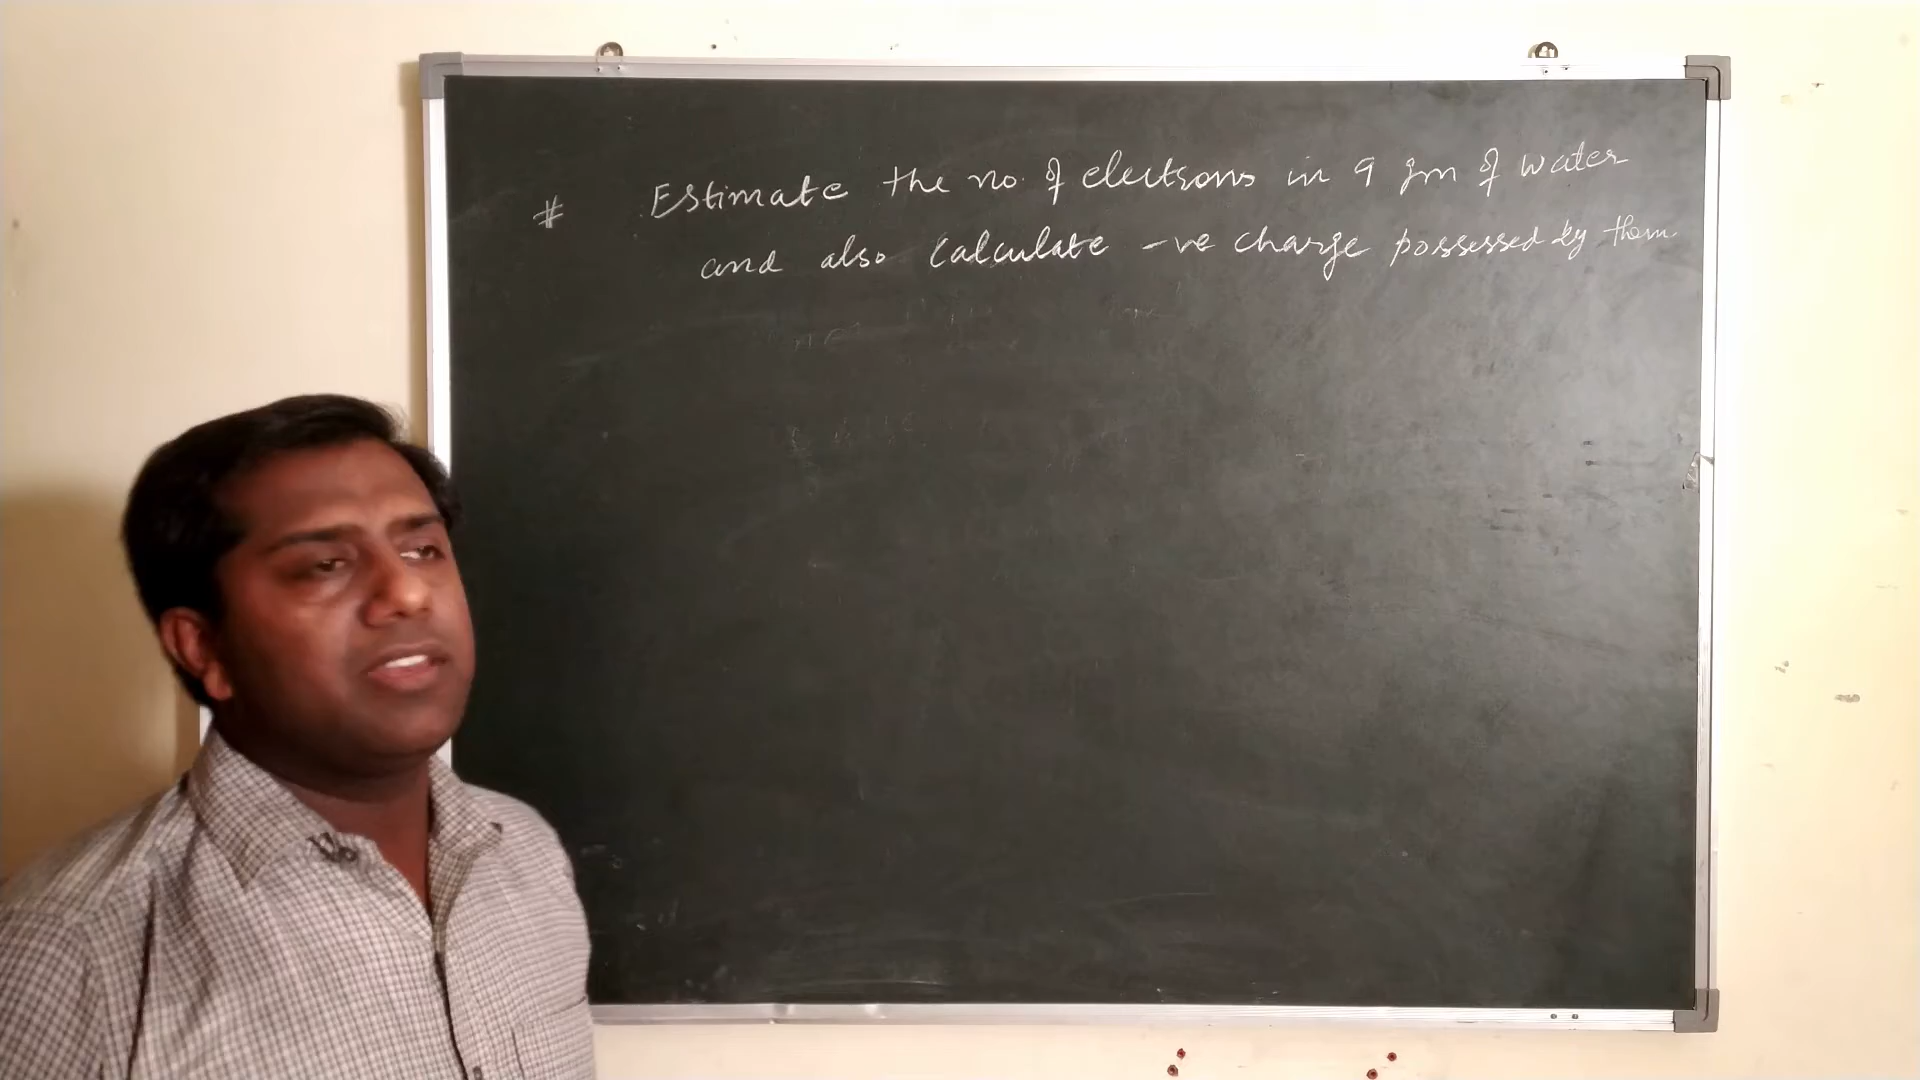 # Estimate the no. of electrons in 9 gm of water
and also calculate -ve charge possessed by them.